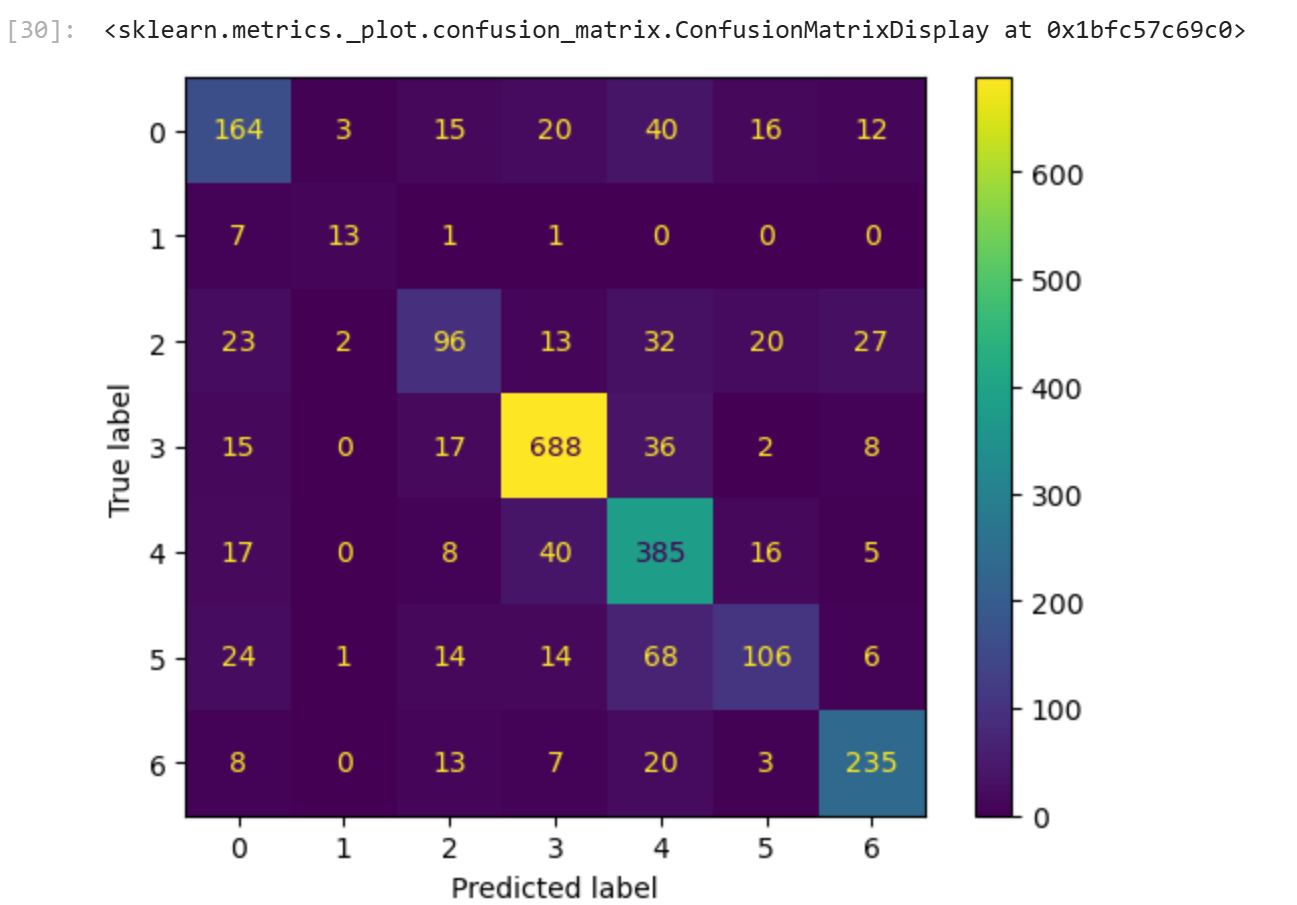 [30]: <sklearn.metrics._plot.confusion_matrix.ConfusionMatrixDisplay at 0x1bfc57c69c0>
0 164 3 15 20 40 16 12
1 7 13 1 1 0 0 0
2 23 2 96 13 32 20 27
3 15 0 17 688 36 2 8
4 17 0 8 40 385 16 5
5 24 1 14 14 68 106 6
6 8 0 13 7 20 3 235
0 1 2 3 4 5 6
True label
Predicted label
600
500
400
300
200
100
0